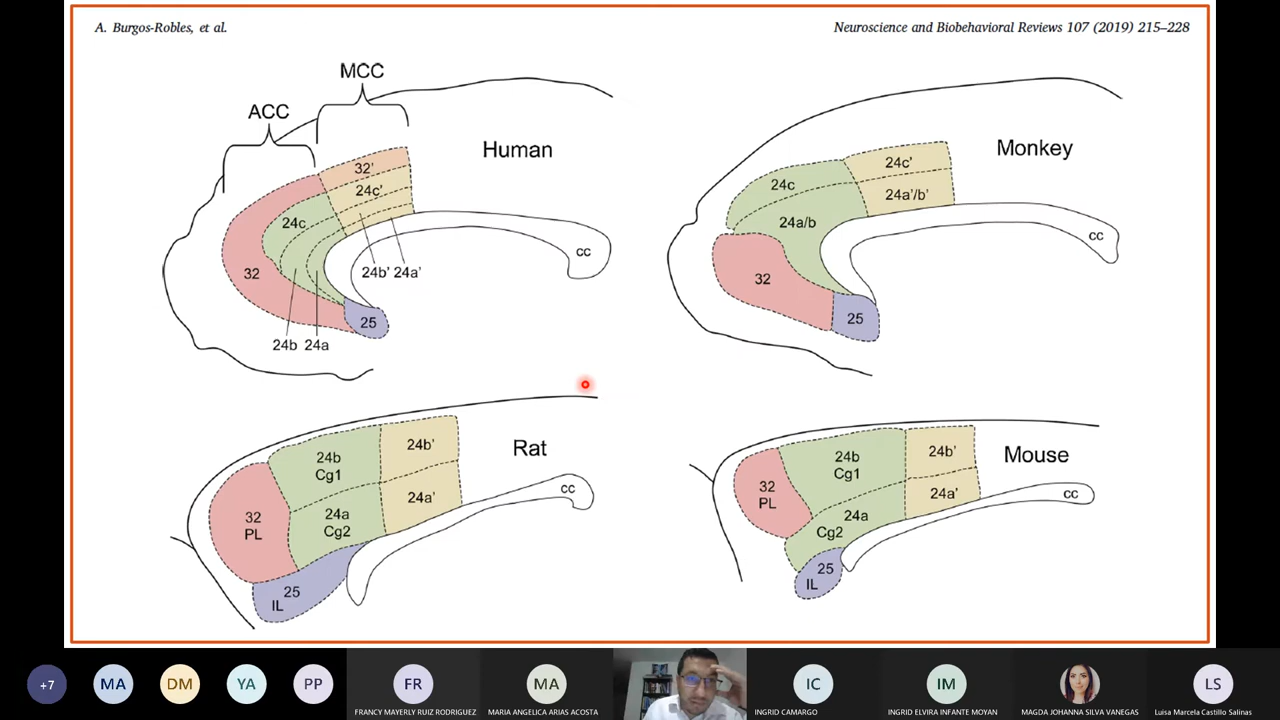 A. Burgos-Robles, et al.
Neuroscience and Biobehavioral Reviews 107 (2019) 215–228
MCC
ACC
Human
32'
24c'
24c
32
cc
24b' 24a'
25
24b 24a
Monkey
24c'
24c
24a'/b'
24a/b
cc
32
25
Rat
24b
Cg1
24b'
24a'
cc
32
PL
24a
Cg2
25
IL
Mouse
24b
Cg1
24b'
32
PL
24a'
cc
24a
Cg2
25
IL
+7
MA
DM
YA
PP
FR
FRANCY MAYERLY RUIZ RODRIGUEZ
MA
MARIA ANGELICA ARIAS ACOSTA
IC
INGRID CAMARGO
IM
INGRID ELVIRA INFANTE MOYAN
MAGDA JOHANNA SILVA VANEGAS
LS
Luisa Marcela Castillo Salinas